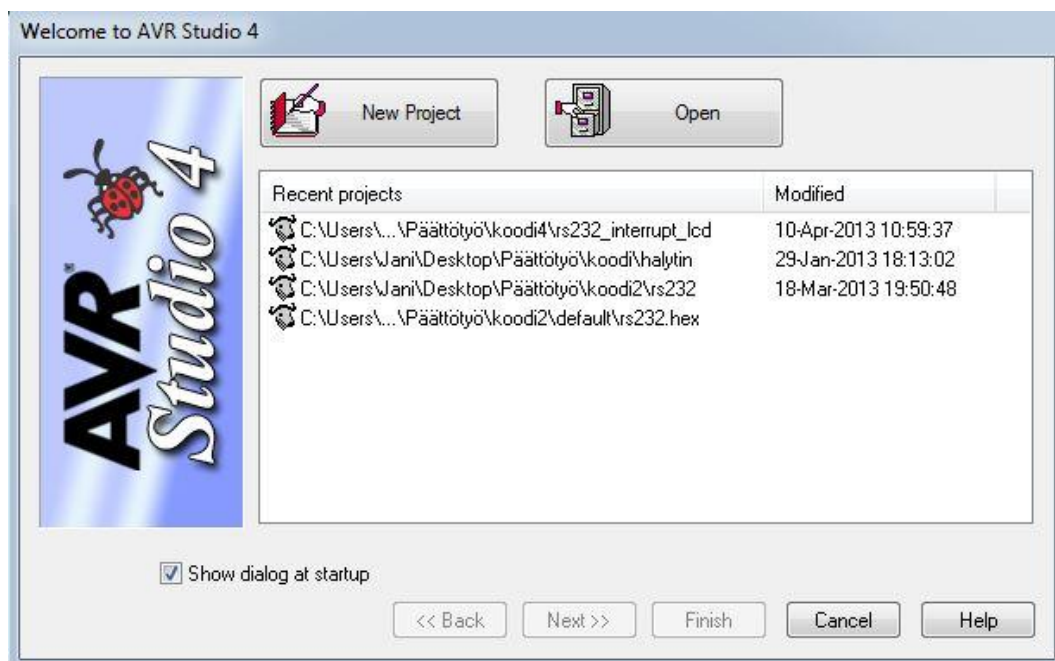 Welcome to AVR Studio 4
New Project
Open
AVR®
Studio 4
Recent projects Modified
C:\Users\...\Päättötyö\koodi4\rs232_interrupt_lcd 10-Apr-2013 10:59:37
C:\Users\Jani\Desktop\Päättötyö\koodi\halytin 29-Jan-2013 18:13:02
C:\Users\Jani\Desktop\Päättötyö\koodi2\rs232 18-Mar-2013 19:50:48
C:\Users\...\Päättötyö\koodi2\default\rs232.hex
Show dialog at startup
<< Back Next >> Finish Cancel Help